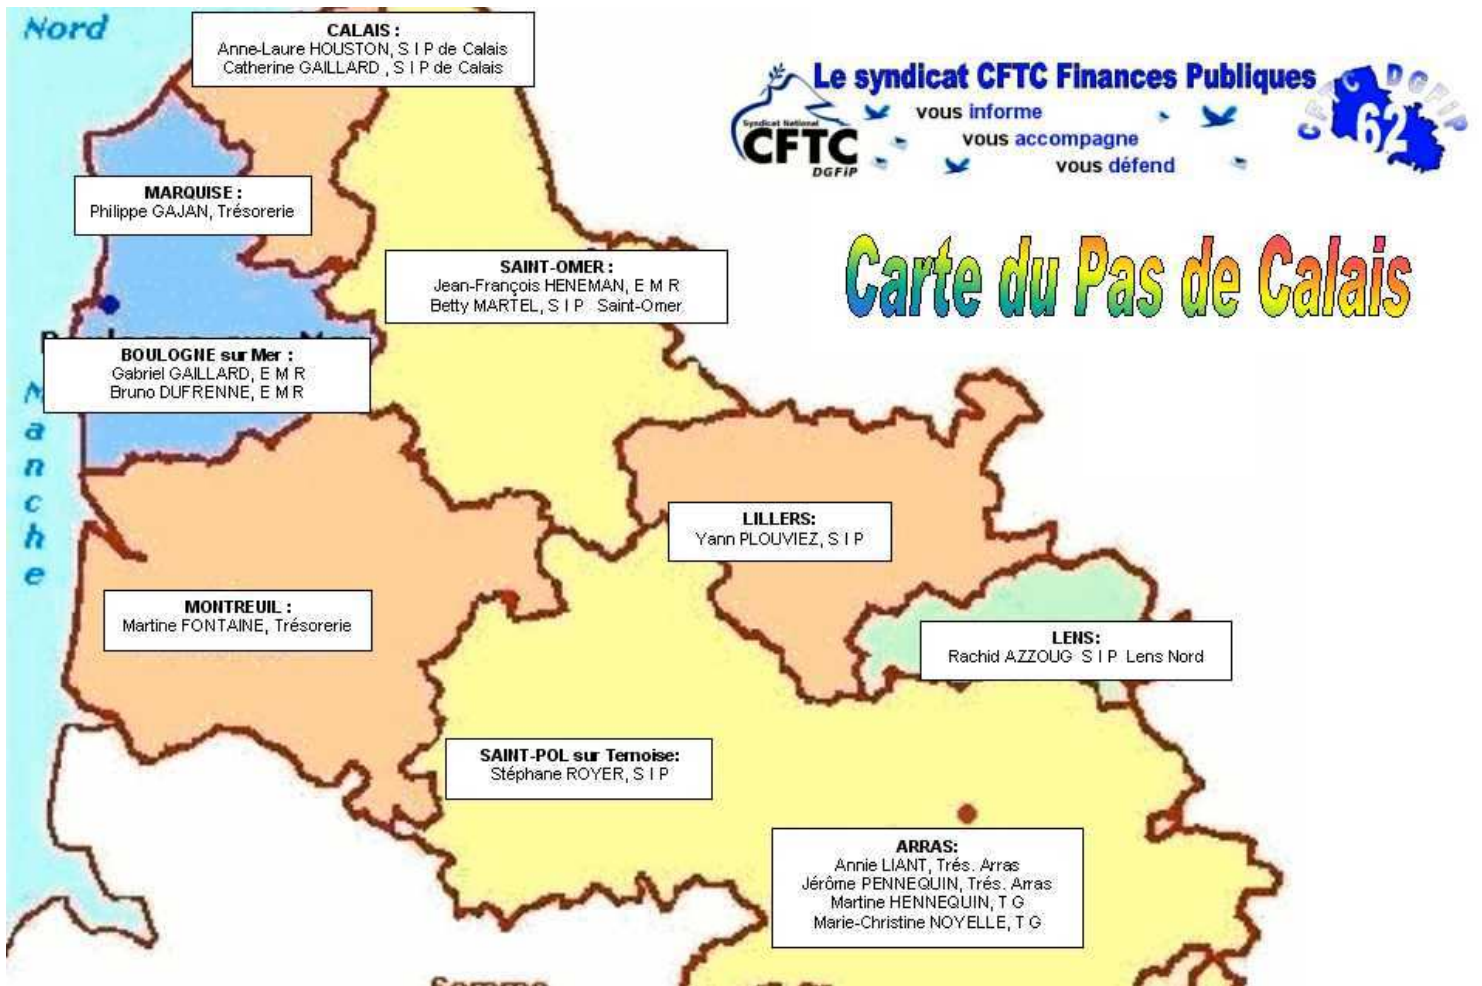 Nord
CALAIS :
Anne-Laure HOUSTON, S I P de Calais
Catherine GAILLARD , S I P de Calais
Le syndicat CFTC Finances Publiques
vous informe
vous accompagne
vous défend
Syndicat National
CFTC
DGFiP
CFTC DGFiP
62
MARQUISE :
Philippe GAJAN, Trésorerie
Carte du Pas de Calais
SAINT-OMER :
Jean-François HENEMAN, E M R
Betty MARTEL, S I P Saint-Omer
BOULOGNE sur Mer :
Gabriel GAILLARD, E M R
Bruno DUFRENNE, E M R
Manche
LILLERS:
Yann PLOUVIEZ, S I P
MONTREUIL :
Martine FONTAINE, Trésorerie
LENS:
Rachid AZZOUG S I P Lens Nord
SAINT-POL sur Ternoise:
Stéphane ROYER, S I P
ARRAS:
Annie LIANT, Trés. Arras
Jérôme PENNEQUIN, Trés. Arras
Martine HENNEQUIN, T G
Marie-Christine NOYELLE, T G
Somme